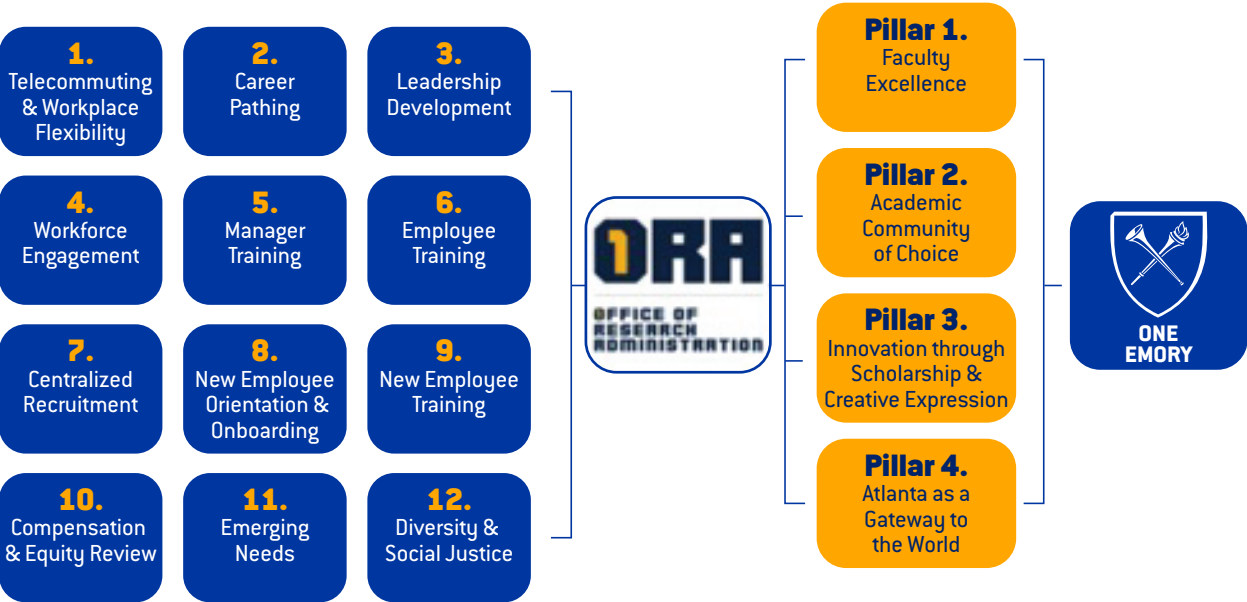 1.
Telecommuting
& Workplace
Flexibility
2.
Career
Pathing
3.
Leadership
Development
4.
Workforce
Engagement
5.
Manager
Training
6.
Employee
Training
7.
Centralized
Recruitment
8.
New Employee
Orientation &
Onboarding
9.
New Employee
Training
10.
Compensation
& Equity Review
11.
Emerging
Needs
12.
Diversity &
Social Justice
1ORA
OFFICE OF
RESEARCH
ADMINISTRATION
Pillar 1.
Faculty
Excellence
Pillar 2.
Academic
Community
of Choice
Pillar 3.
Innovation through
Scholarship &
Creative Expression
Pillar 4.
Atlanta as a
Gateway to
the World
ONE
EMORY